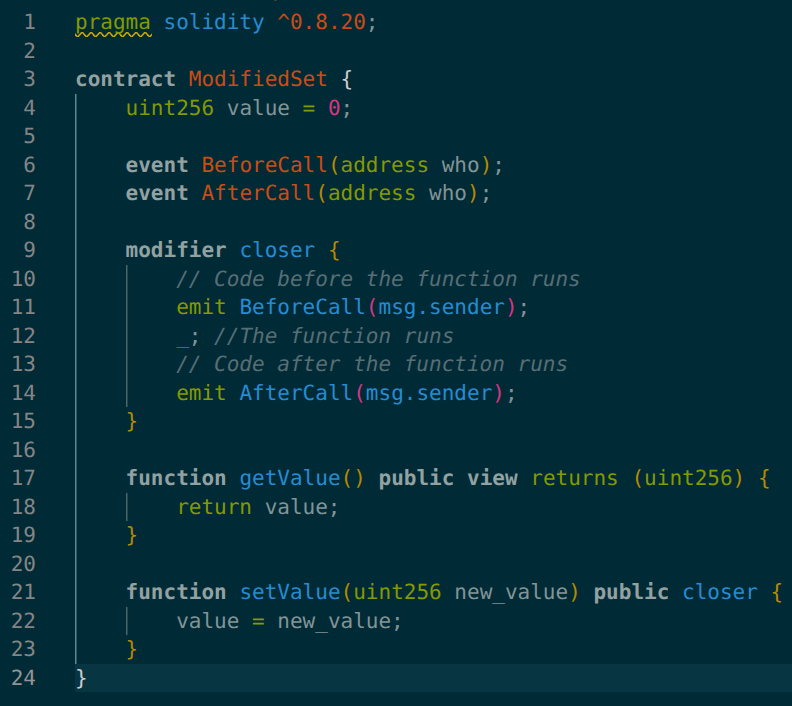 1 pragma solidity ^0.8.20;
2
3 contract ModifiedSet {
4 uint256 value = 0;
5
6 event BeforeCall(address who);
7 event AfterCall(address who);
8
9 modifier closer {
10 // Code before the function runs
11 emit BeforeCall(msg.sender);
12 _; //The function runs
13 // Code after the function runs
14 emit AfterCall(msg.sender);
15 }
16
17 function getValue() public view returns (uint256) {
18 return value;
19 }
20
21 function setValue(uint256 new_value) public closer {
22 value = new_value;
23 }
24 }